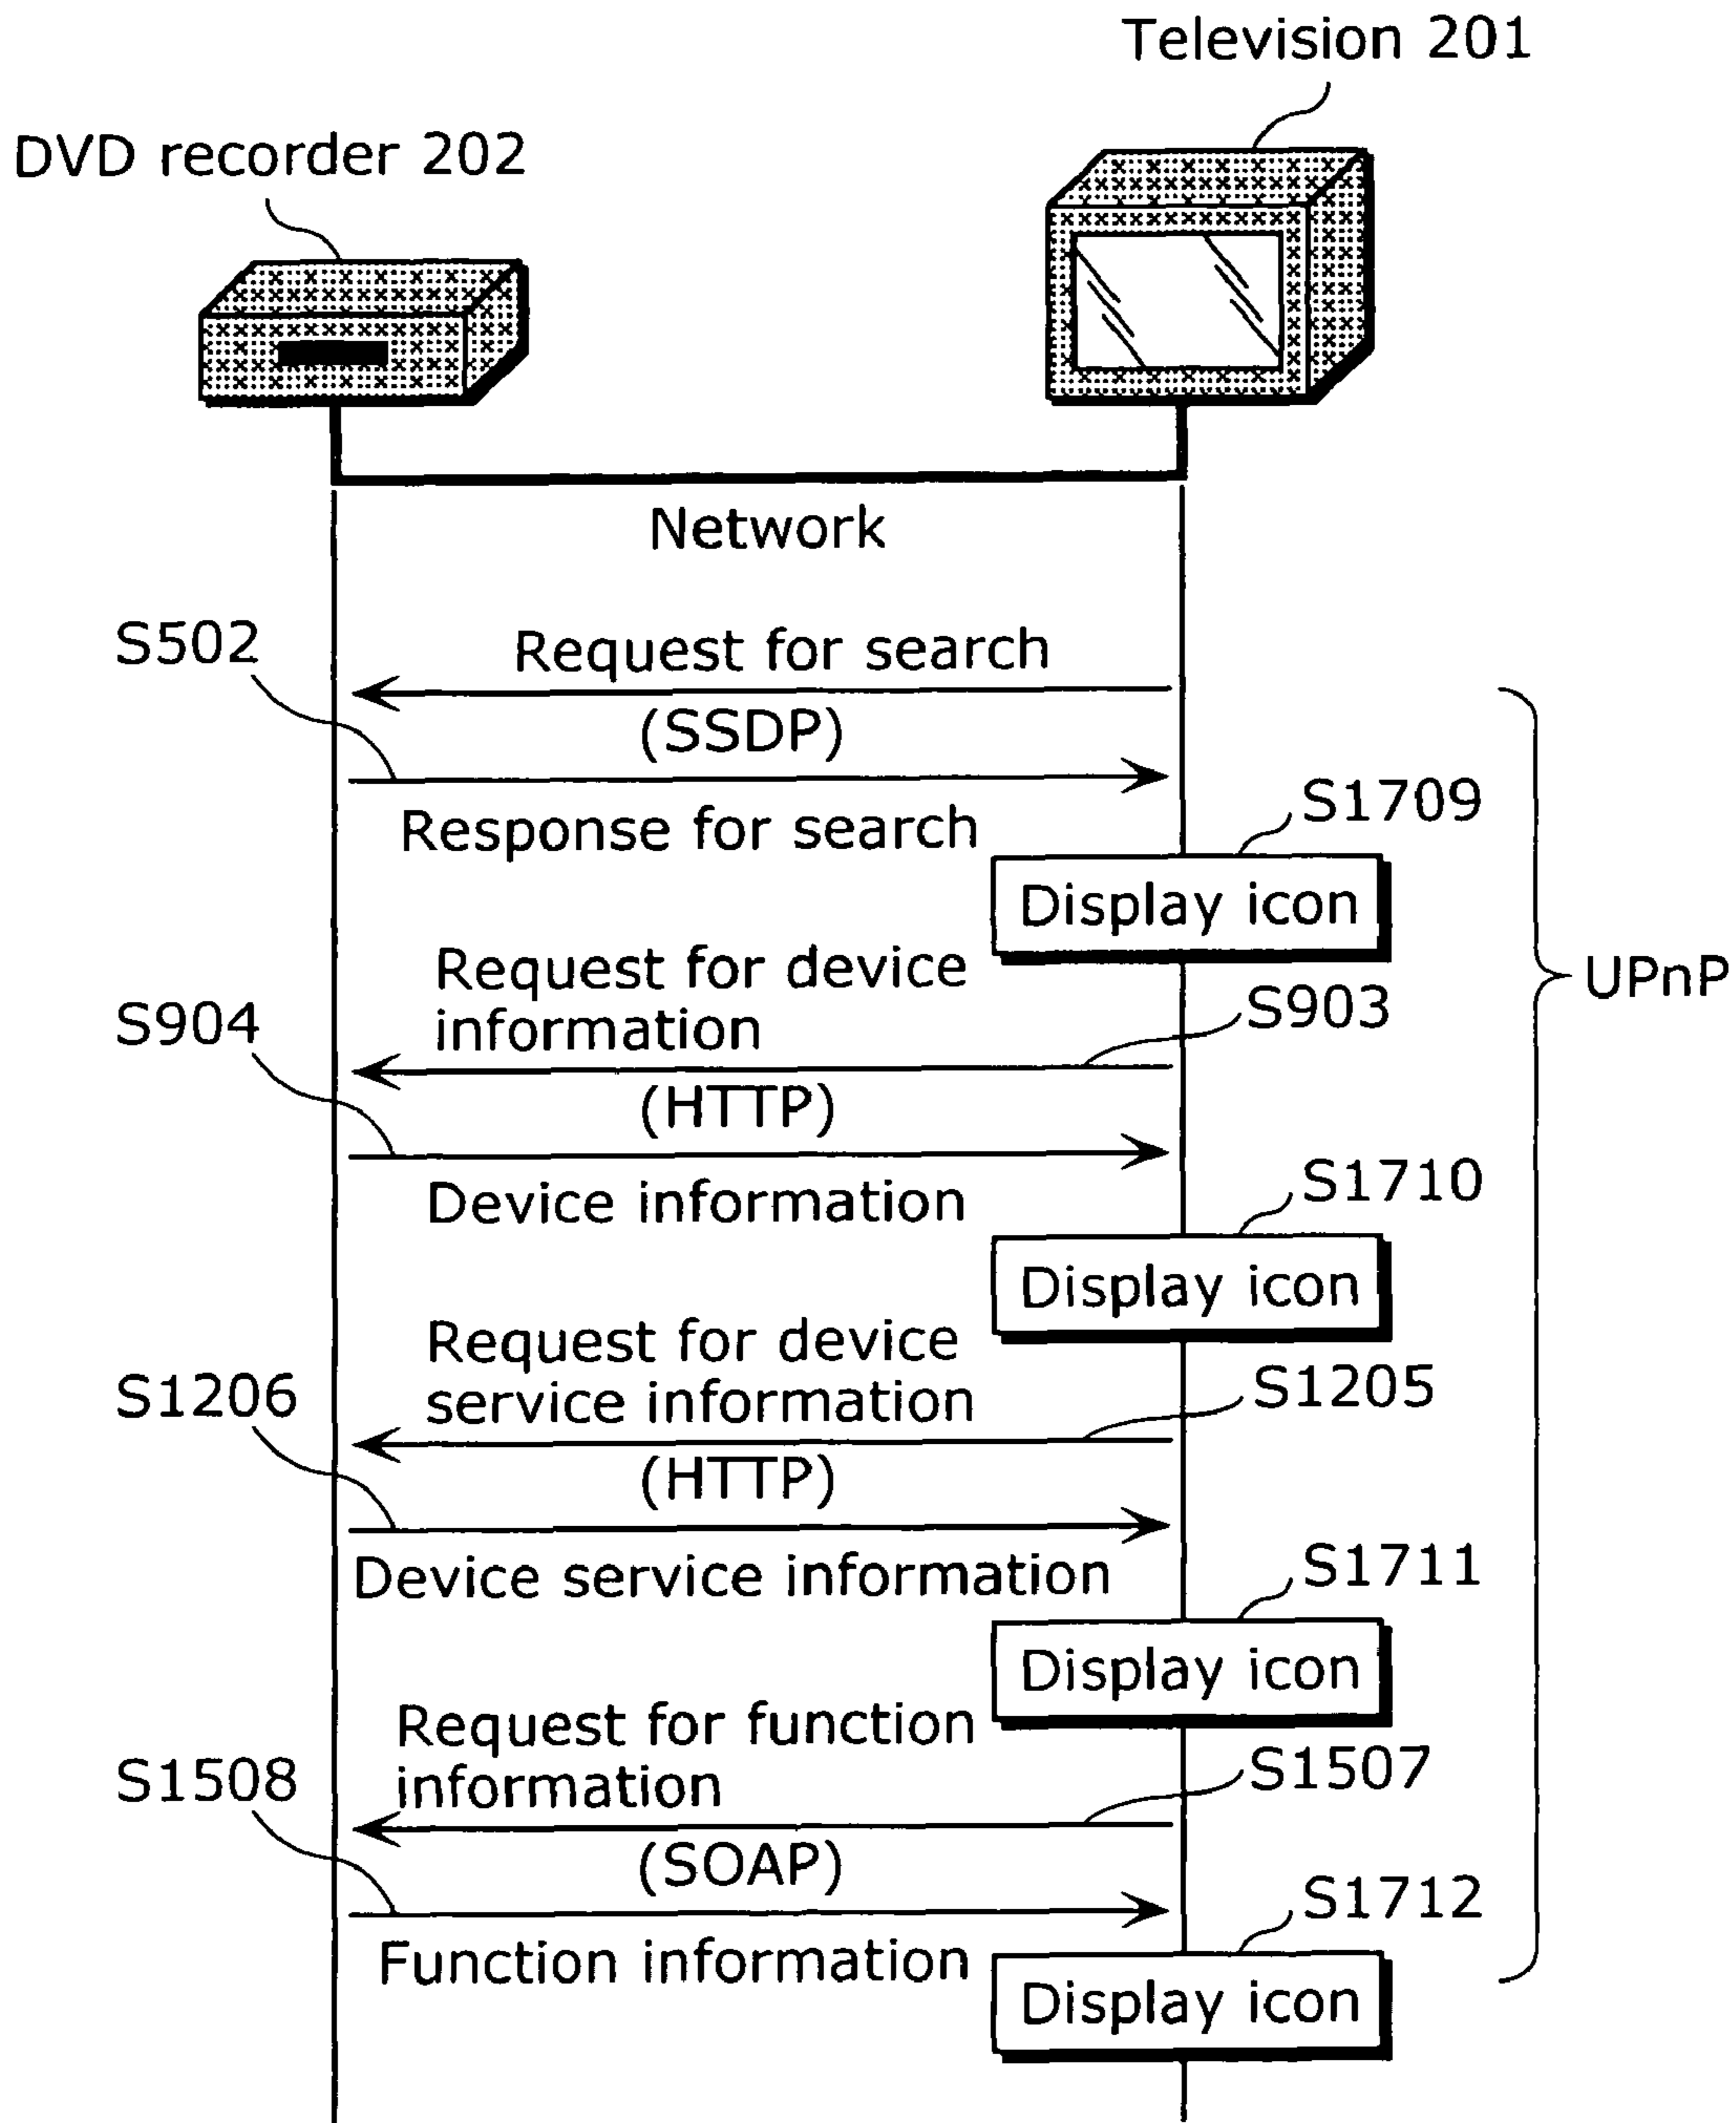 Television 201
DVD recorder 202
Network
S502
Request for search
(SSDP)
Response for search
S1709
Display icon
UPnP
Request for device
information
S903
S904
(HTTP)
Device information
S1710
Display icon
Request for device
service information
S1205
S1206
(HTTP)
Device service information
S1711
Display icon
Request for function
information
S1507
S1508
(SOAP)
Function information
S1712
Display icon